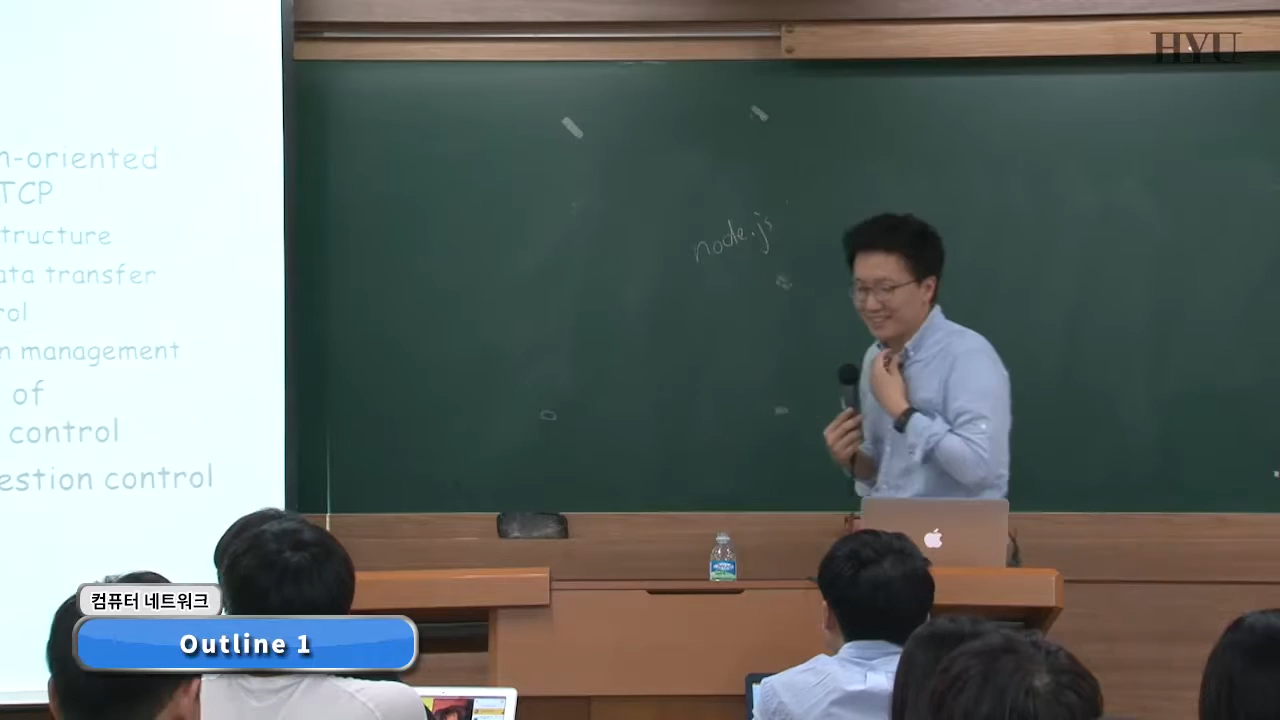 HYU
n-oriented
TCP
tructure
ata transfer
rol
n management
of
control
estion control
node.js
컴퓨터 네트워크
Outline 1